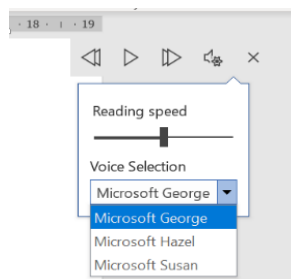 · 18 · ı · 19
Reading speed
Voice Selection
Microsoft George
Microsoft George
Microsoft Hazel
Microsoft Susan